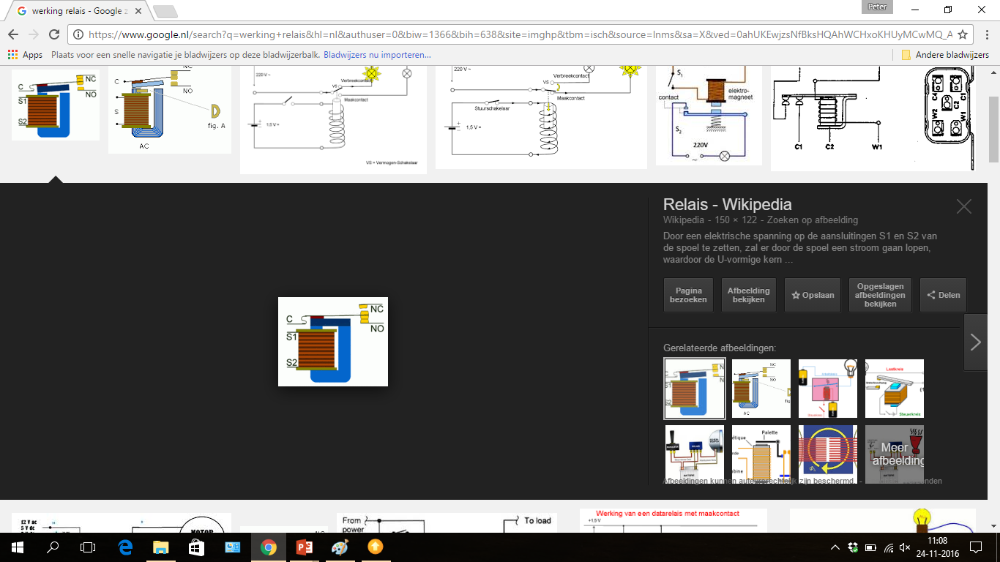 werking relais - Google z
Peter
https://www.google.nl/search?q=werking+relais&hl=nl&authuser=0&biw=1366&bih=638&site=imghp&tbm=isch&source=lnms&sa=X&ved=0ahUKEwjzsNfBksHQAhWCHxoKHUyMCwMQ_A
Apps
Plaats voor een snelle navigatie je bladwijzers op deze bladwijzerbalk. Bladwijzers nu importeren...
Andere bladwijzers
C
NC
NO
S1
S2
C
NC
NO
S
fig. A
AC
220 V ~
Verbreekcontact
VS
Maakcontact
1,5 V =
VS = Vermogen-Schakelaar
220 V ~
Verbreekcontact
VS
Maakcontact
Stuurschakelaar
1,5 V =
S1
contact
elektro-
magneet
S2
220V
~
C1
C2
W1
C4
C1
C2
W2
W1
Relais - Wikipedia
Wikipedia - 150 × 122 - Zoeken op afbeelding
Door een elektrische spanning op de aansluitingen S1 en S2 van
de spoel te zetten, zal er door de spoel een stroom gaan lopen,
waardoor de U-vormige kern ...
Pagina
bezoeken
Afbeelding
bekijken
Opslaan
Opgeslagen
afbeeldingen
bekijken
Delen
C
NC
NO
S1
S2
Gerelateerde afbeeldingen:
NC
NO
AC
Lastkreis
Steuerkreis
Palette
Meer
afbeelding
Afbeeldingen kunnen auteursrechtelijk zijn beschermd. -
12 V ac
5 V dc
MOTOR
From
power
To load
Werking van een datarelais met maakcontact
+1,5 V
11:08
24-11-2016